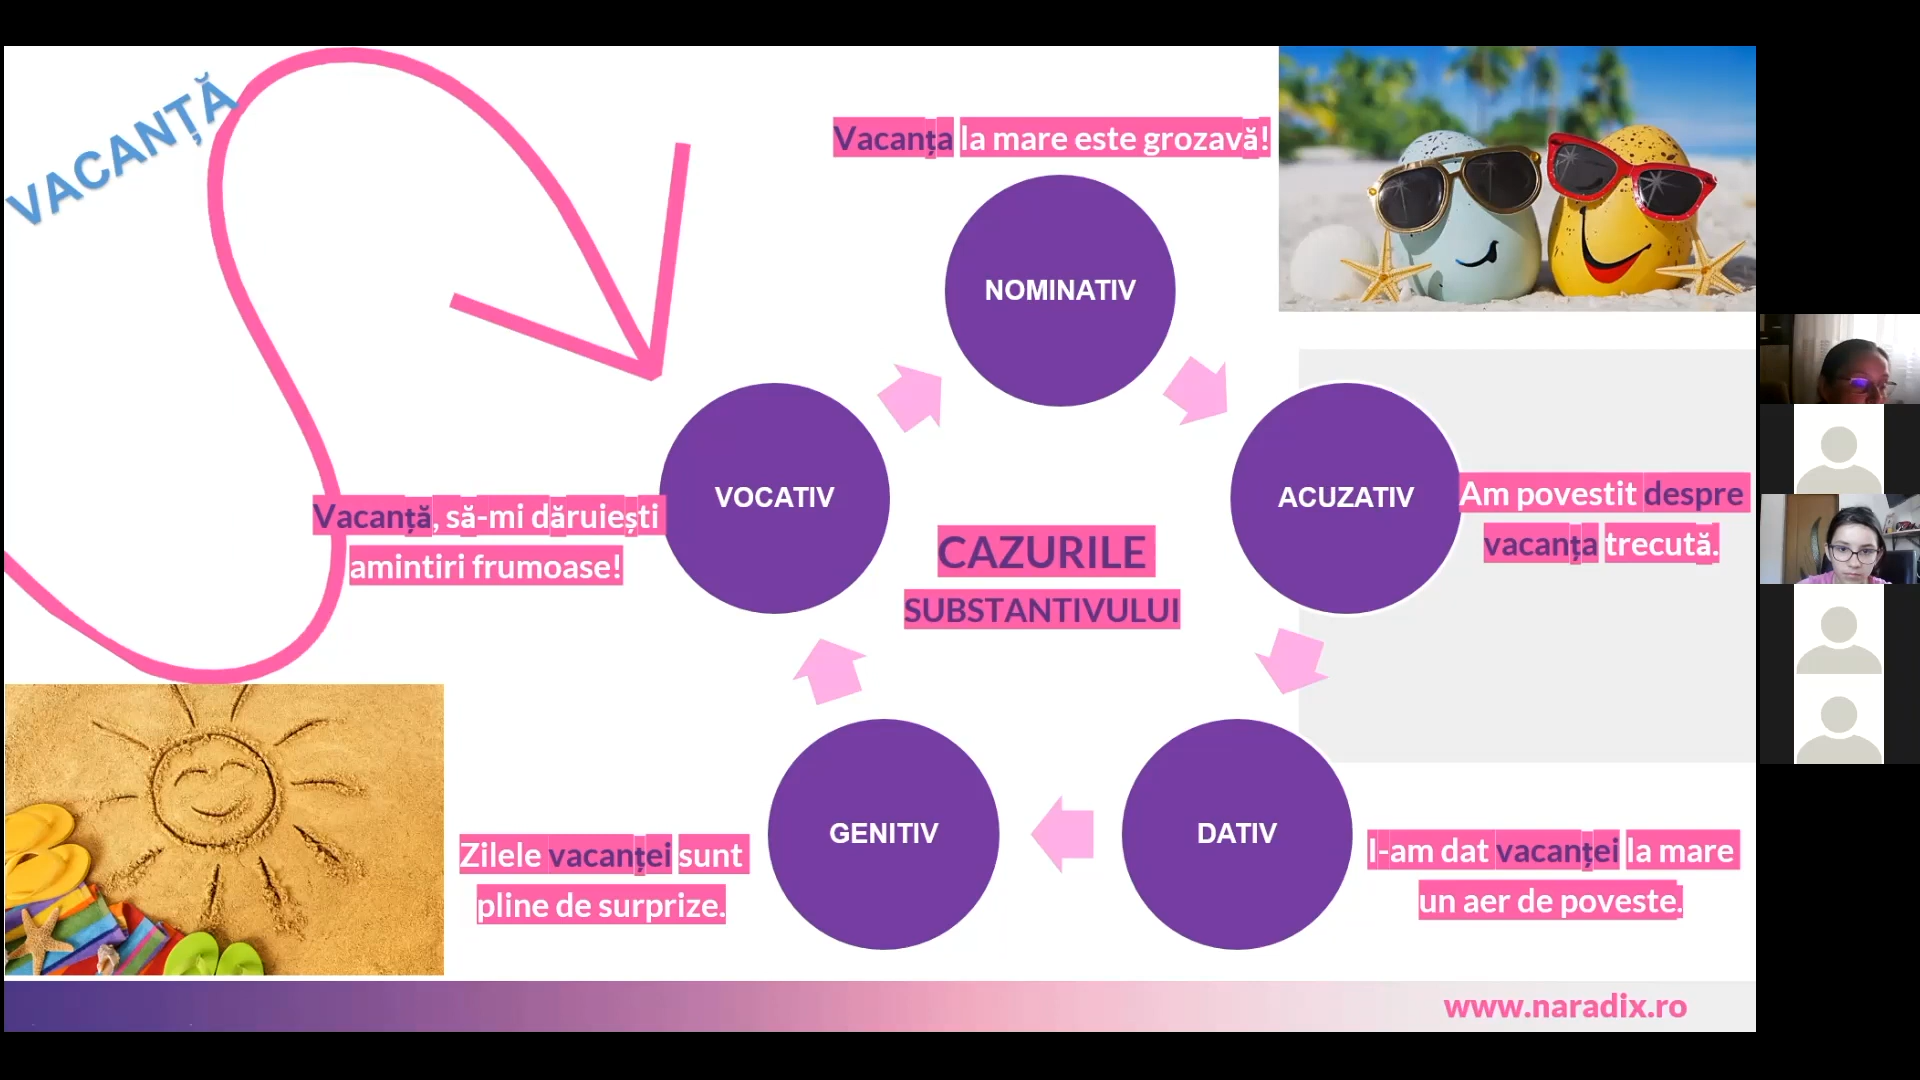 VACANȚĂ
Vacanța la mare este grozavă!
NOMINATIV
VOCATIV
ACUZATIV
Am povestit despre
vacanța trecută.
Vacanță, să-mi dăruiești
amintiri frumoase!
CAZURILE
SUBSTANTIVULUI
GENITIV
DATIV
Zilele vacanței sunt
pline de surprize.
I-am dat vacanței la mare
un aer de poveste.
www.naradix.ro